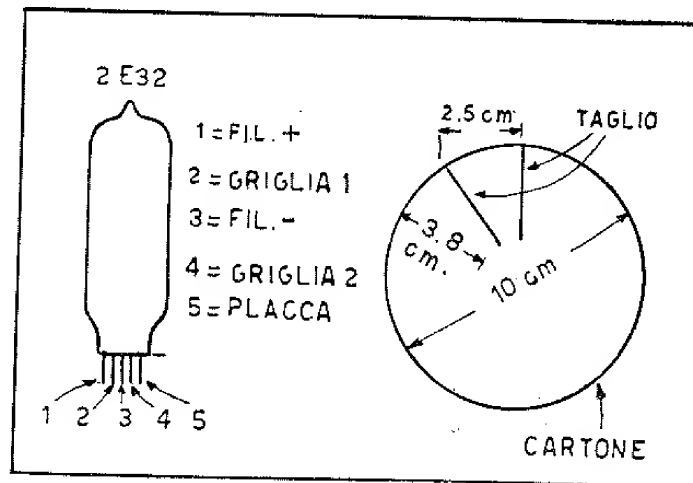 2 E32
1 = FIL. +
2 = GRIGLIA 1
3 = FIL. -
4 = GRIGLIA 2
5 = PLACCA
1 2 3 4 5
2.5 cm
TAGLIO
3.8 cm.
10 cm
CARTONE